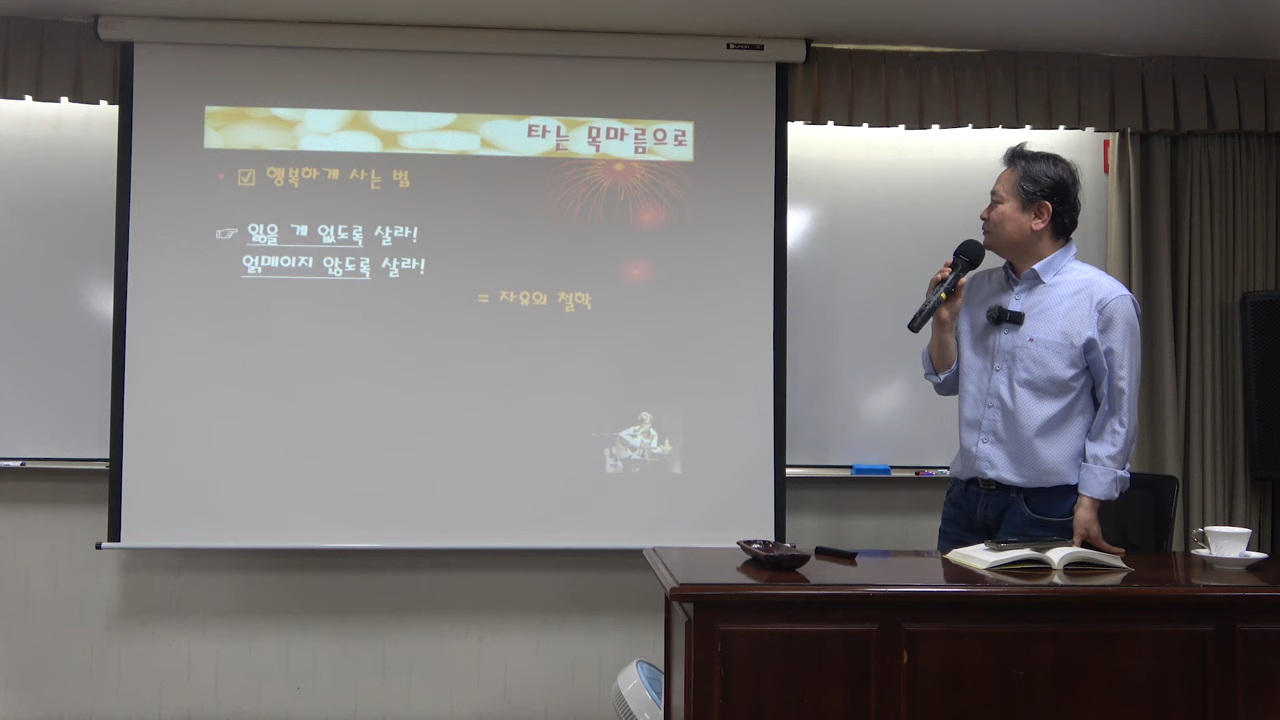 타는 목마름으로
행복하게 사는 법
☞ 잃을 게 없도록 살라!
얽매이지 않도록 살라!
= 자유의 철학